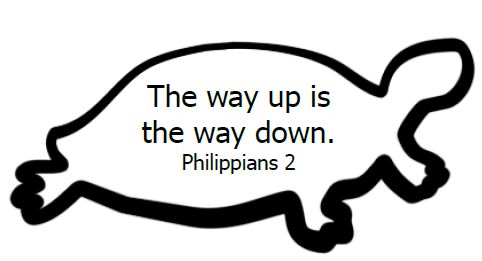 The way up is
the way down.
Philippians 2